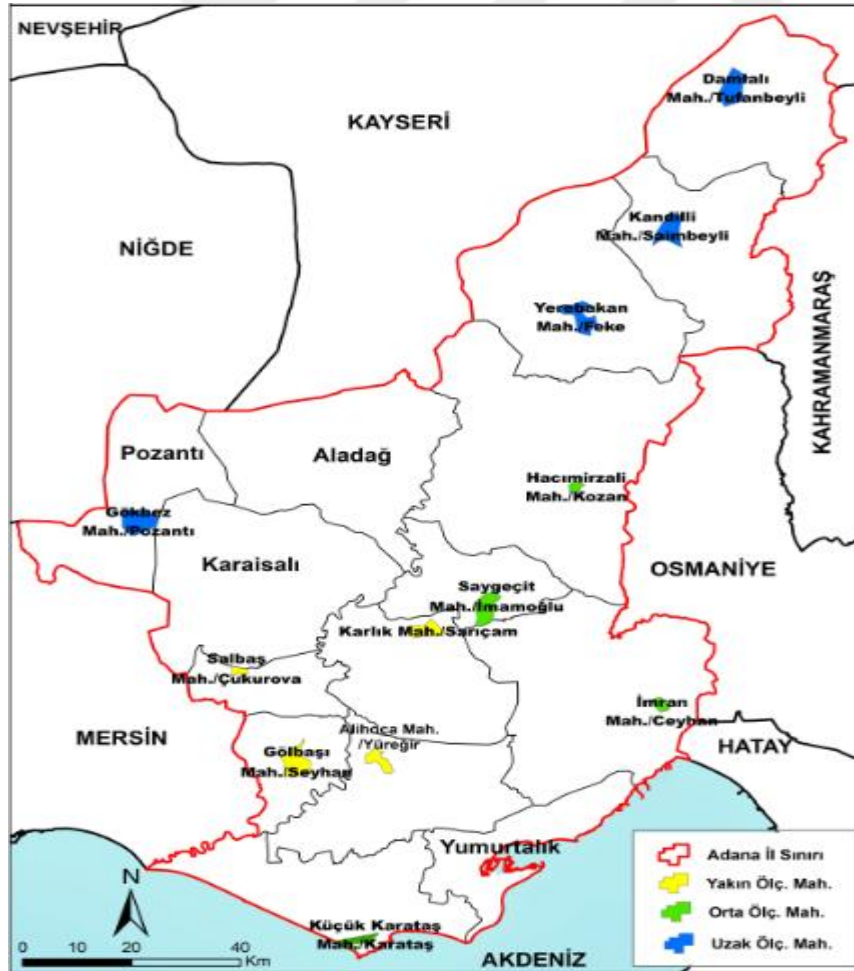 NEVŞEHİR
KAYSERİ
Damlalı
Mah./Tufanbeyli
Kandilli
Mah./Saimbeyli
NİĞDE
Yerebakan
Mah./Feke
KAHRAMANMARAŞ
Pozantı
Aladağ
Hacımirzali
Mah./Kozan
Gökbez
Mah./Pozantı
Karaisalı
OSMANİYE
Saygeçit
Mah./İmamoğlu
Karlık Mah./Sarıçam
Salbaş
Mah./Çukurova
İmran
Mah./Ceyhan
MERSİN
Alihoca Mah.
/Yüreğir
Gölbaşı
Mah./Seyhan
HATAY
Yumurtalık
Küçük Karataş
Mah./Karataş
AKDENİZ
N
0 10 20 40
Km
Adana İl Sınırı
Yakın Ölç. Mah.
Orta Ölç. Mah.
Uzak Ölç. Mah.